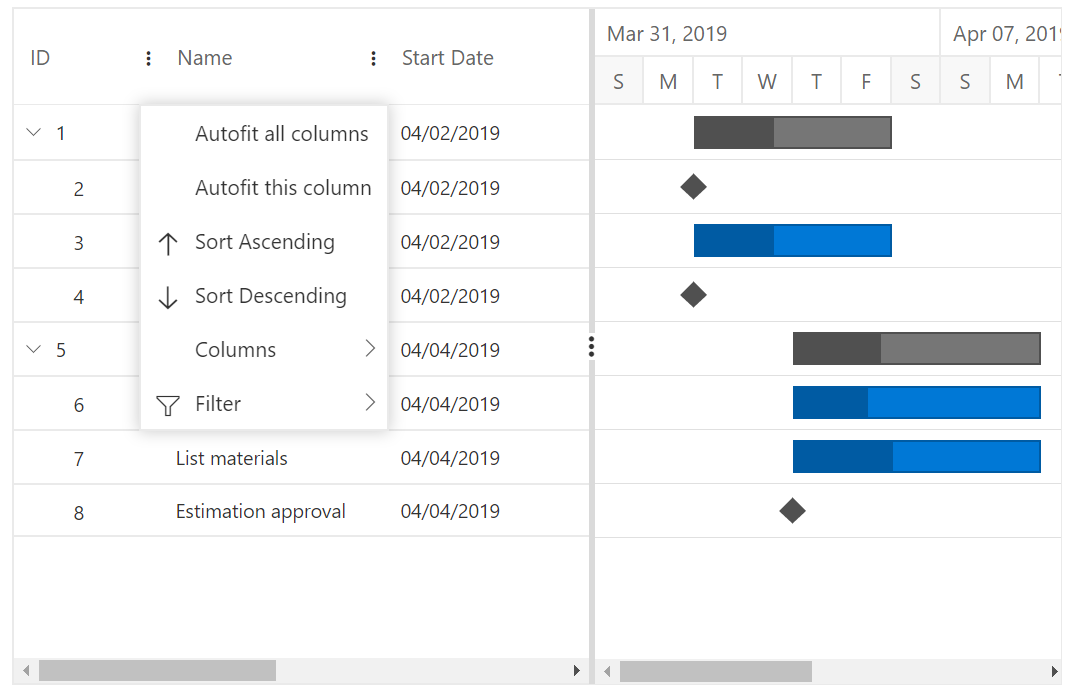 ID Name Start Date
Mar 31, 2019 Apr 07, 201
S M T W T F S S M
1 04/02/2019
Autofit all columns
2 04/02/2019
Autofit this column
3 04/02/2019
Sort Ascending
4 04/02/2019
Sort Descending
5 04/04/2019
Columns
6 04/04/2019
Filter
7 List materials 04/04/2019
8 Estimation approval 04/04/2019